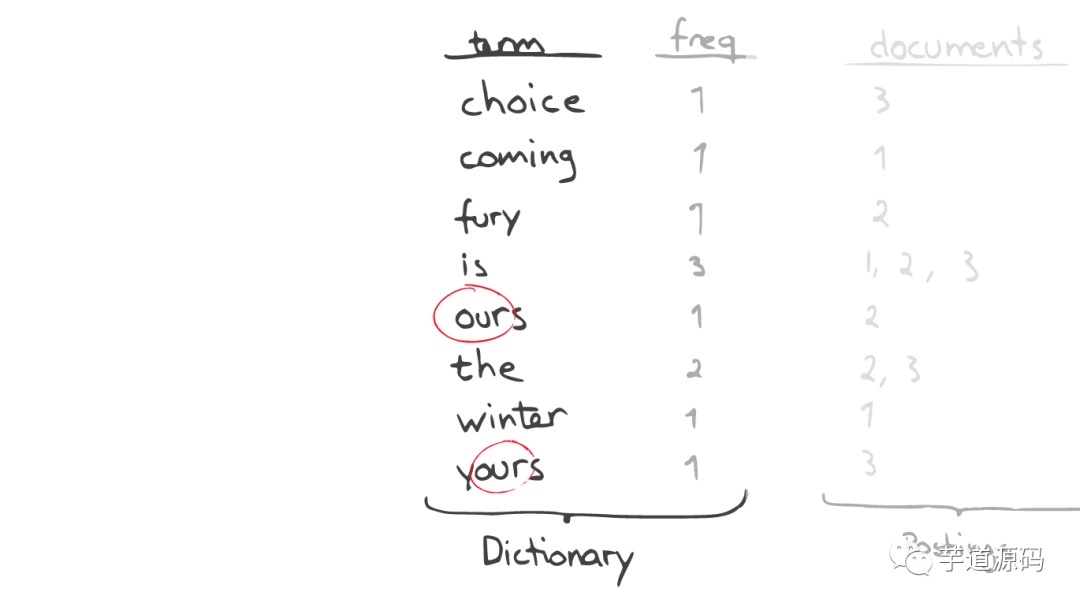 term freq documents
choice 1 3
coming 1 1
fury 1 2
is 3 1, 2, 3
ours 1 2
the 2 2, 3
winter 1 1
yours 1 3
Dictionary Postings
芋道源码